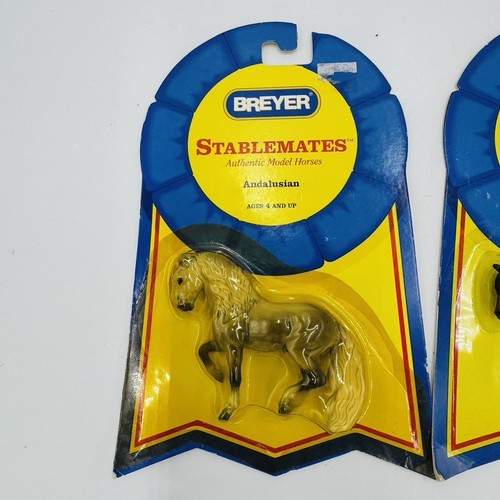 BREYER
STABLEMATES™
Authentic Model Horses
Andalusian
AGES 4 AND UP